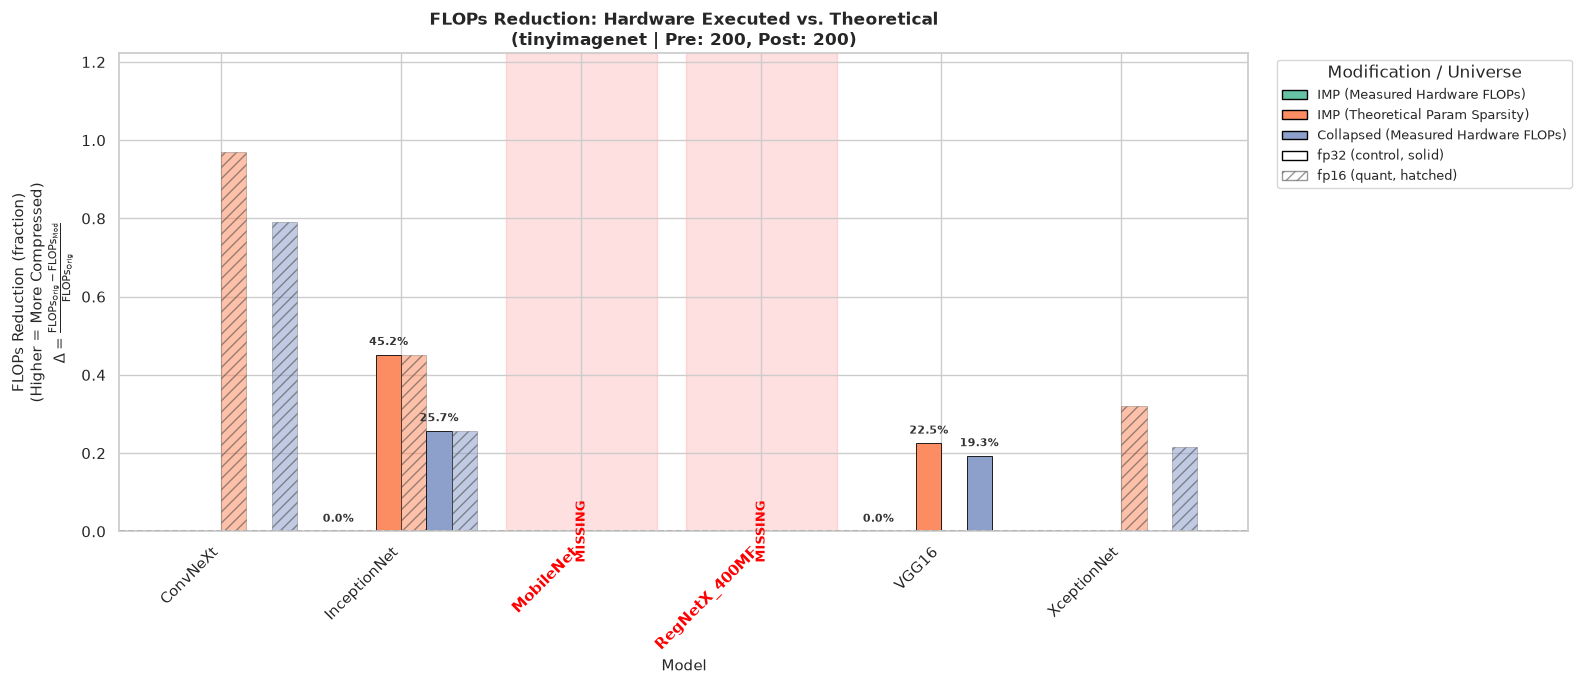 FLOPs Reduction: Hardware Executed vs. Theoretical
(tinyimagenet | Pre: 200, Post: 200)
FLOPs Reduction (fraction)
(Higher = More Compressed)
Δ = (FLOPs_Orig − FLOPs_Mod) / FLOPs_Orig
1.2
1.0
0.8
0.6
0.4
0.2
0.0
0.0%
45.2%
25.7%
0.0%
22.5%
19.3%
MISSING
MISSING
ConvNeXt
InceptionNet
MobileNet
RegNetX_400MF
VGG16
XceptionNet
Model
Modification / Universe
IMP (Measured Hardware FLOPs)
IMP (Theoretical Param Sparsity)
Collapsed (Measured Hardware FLOPs)
fp32 (control, solid)
fp16 (quant, hatched)